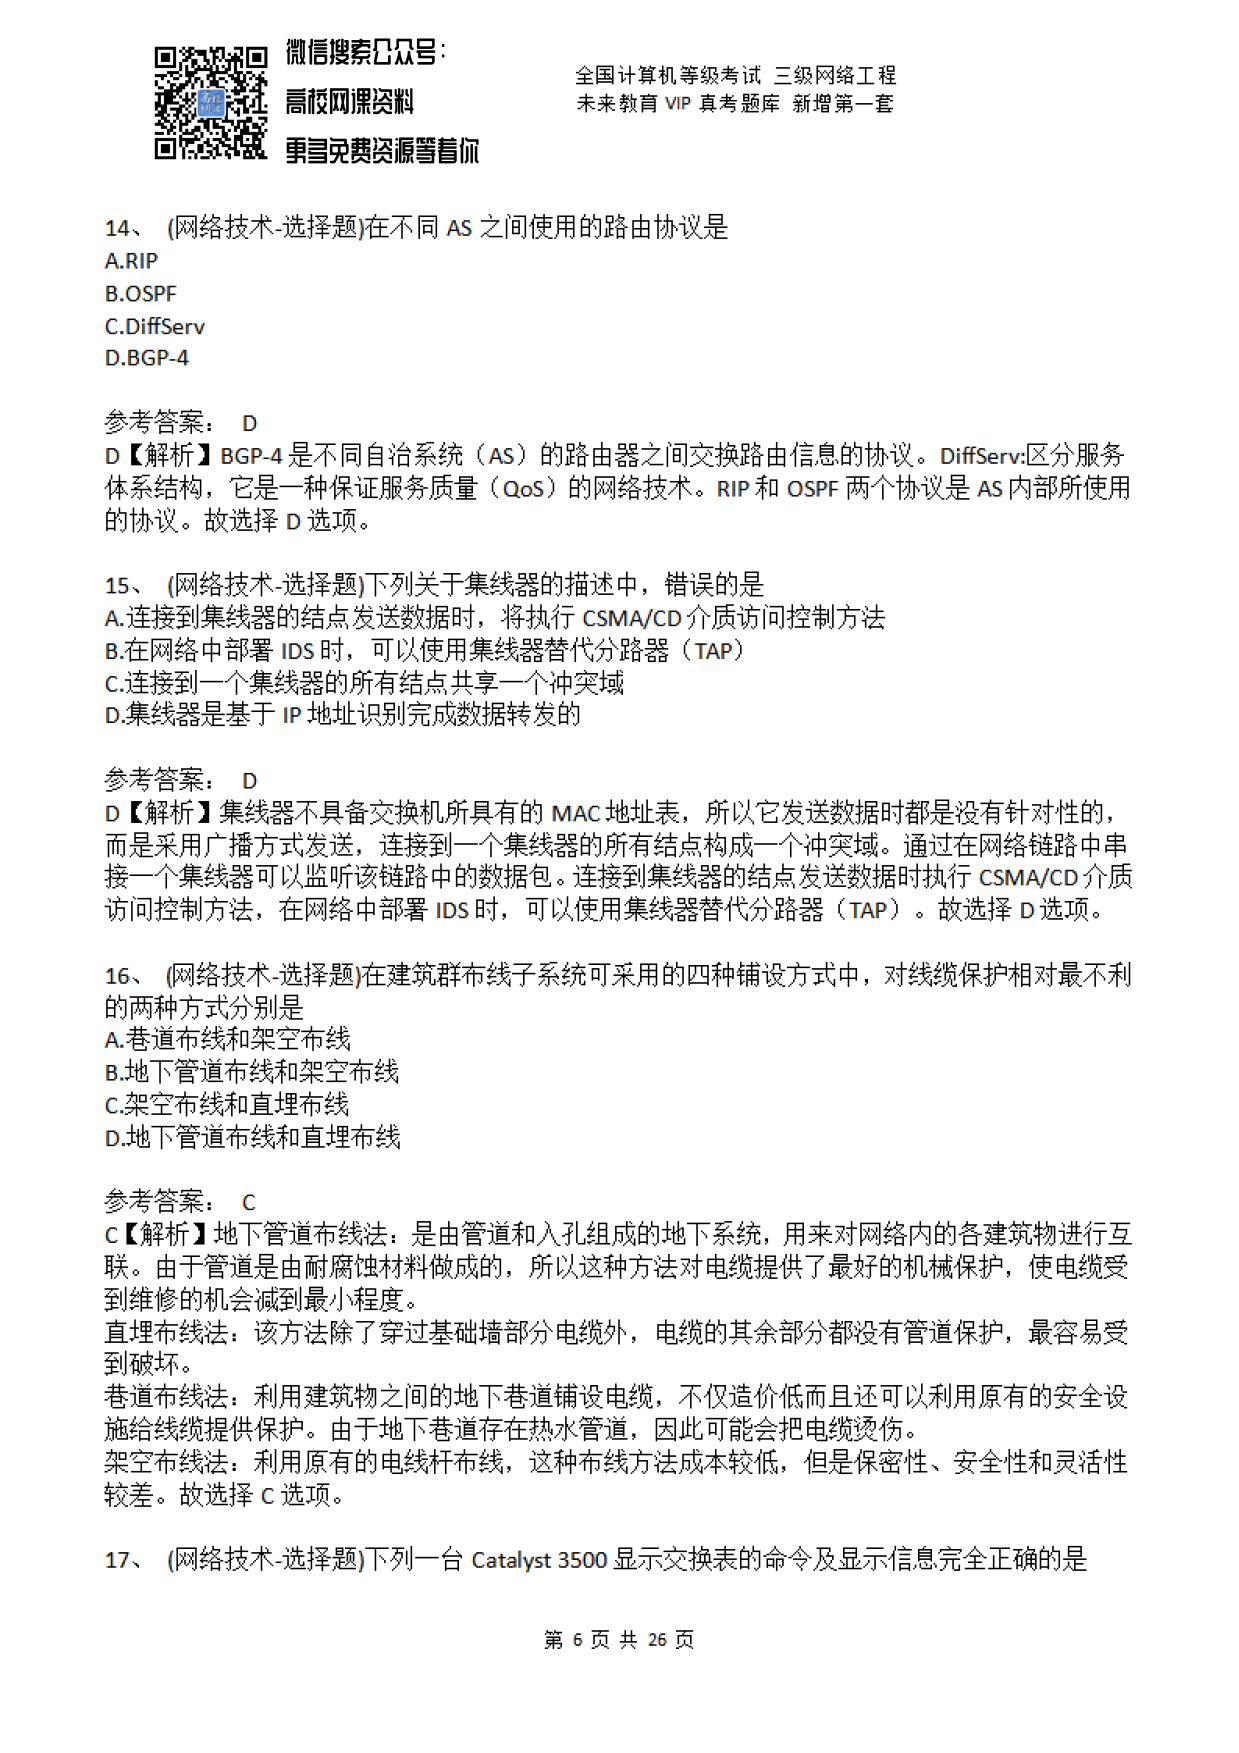 微信搜索公众号：
高校网课资料
更多免费资源等着你
全国计算机等级考试 三级网络工程
未来教育 VIP 真考题库 新增第一套
14、 (网络技术-选择题)在不同 AS 之间使用的路由协议是
A.RIP
B.OSPF
C.DiffServ
D.BGP-4
参考答案： D
D【解析】BGP-4 是不同自治系统（AS）的路由器之间交换路由信息的协议。DiffServ:区分服务
体系结构，它是一种保证服务质量（QoS）的网络技术。RIP 和 OSPF 两个协议是 AS 内部所使用
的协议。故选择 D 选项。
15、 (网络技术-选择题)下列关于集线器的描述中，错误的是
A.连接到集线器的结点发送数据时，将执行 CSMA/CD 介质访问控制方法
B.在网络中部署 IDS 时，可以使用集线器替代分路器（TAP）
C.连接到一个集线器的所有结点共享一个冲突域
D.集线器是基于 IP 地址识别完成数据转发的
参考答案： D
D【解析】集线器不具备交换机所具有的 MAC 地址表，所以它发送数据时都是没有针对性的，
而是采用广播方式发送，连接到一个集线器的所有结点构成一个冲突域。通过在网络链路中串
接一个集线器可以监听该链路中的数据包。连接到集线器的结点发送数据时执行 CSMA/CD 介质
访问控制方法，在网络中部署 IDS 时，可以使用集线器替代分路器（TAP）。故选择 D 选项。
16、 (网络技术-选择题)在建筑群布线子系统可采用的四种铺设方式中，对线缆保护相对最不利
的两种方式分别是
A.巷道布线和架空布线
B.地下管道布线和架空布线
C.架空布线和直埋布线
D.地下管道布线和直埋布线
参考答案： C
C【解析】地下管道布线法：是由管道和入孔组成的地下系统，用来对网络内的各建筑物进行互
联。由于管道是由耐腐蚀材料做成的，所以这种方法对电缆提供了最好的机械保护，使电缆受
到维修的机会减到最小程度。
直埋布线法：该方法除了穿过基础墙部分电缆外，电缆的其余部分都没有管道保护，最容易受
到破坏。
巷道布线法：利用建筑物之间的地下巷道铺设电缆，不仅造价低而且还可以利用原有的安全设
施给线缆提供保护。由于地下巷道存在热水管道，因此可能会把电缆烫伤。
架空布线法：利用原有的电线杆布线，这种布线方法成本较低，但是保密性、安全性和灵活性
较差。故选择 C 选项。
17、 (网络技术-选择题)下列一台 Catalyst 3500 显示交换表的命令及显示信息完全正确的是
第 6 页 共 26 页